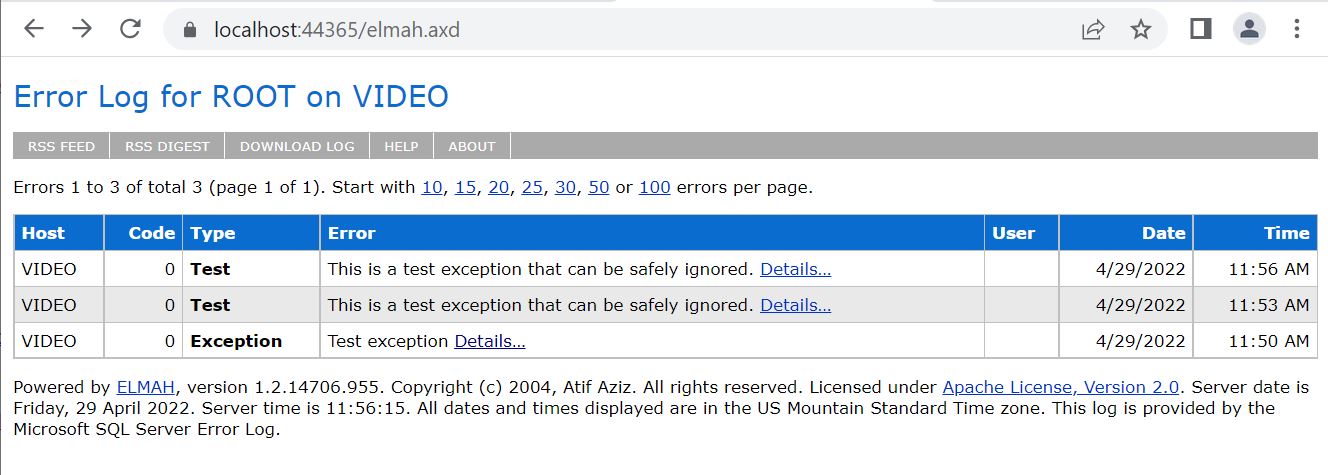 localhost:44365/elmah.axd
Error Log for ROOT on VIDEO
RSS FEED RSS DIGEST DOWNLOAD LOG HELP ABOUT
Errors 1 to 3 of total 3 (page 1 of 1). Start with 10, 15, 20, 25, 30, 50 or 100 errors per page.
Host Code Type Error User Date Time
VIDEO 0 Test This is a test exception that can be safely ignored. Details... 4/29/2022 11:56 AM
VIDEO 0 Test This is a test exception that can be safely ignored. Details... 4/29/2022 11:53 AM
VIDEO 0 Exception Test exception Details... 4/29/2022 11:50 AM
Powered by ELMAH, version 1.2.14706.955. Copyright (c) 2004, Atif Aziz. All rights reserved. Licensed under Apache License, Version 2.0. Server date is
Friday, 29 April 2022. Server time is 11:56:15. All dates and times displayed are in the US Mountain Standard Time zone. This log is provided by the
Microsoft SQL Server Error Log.